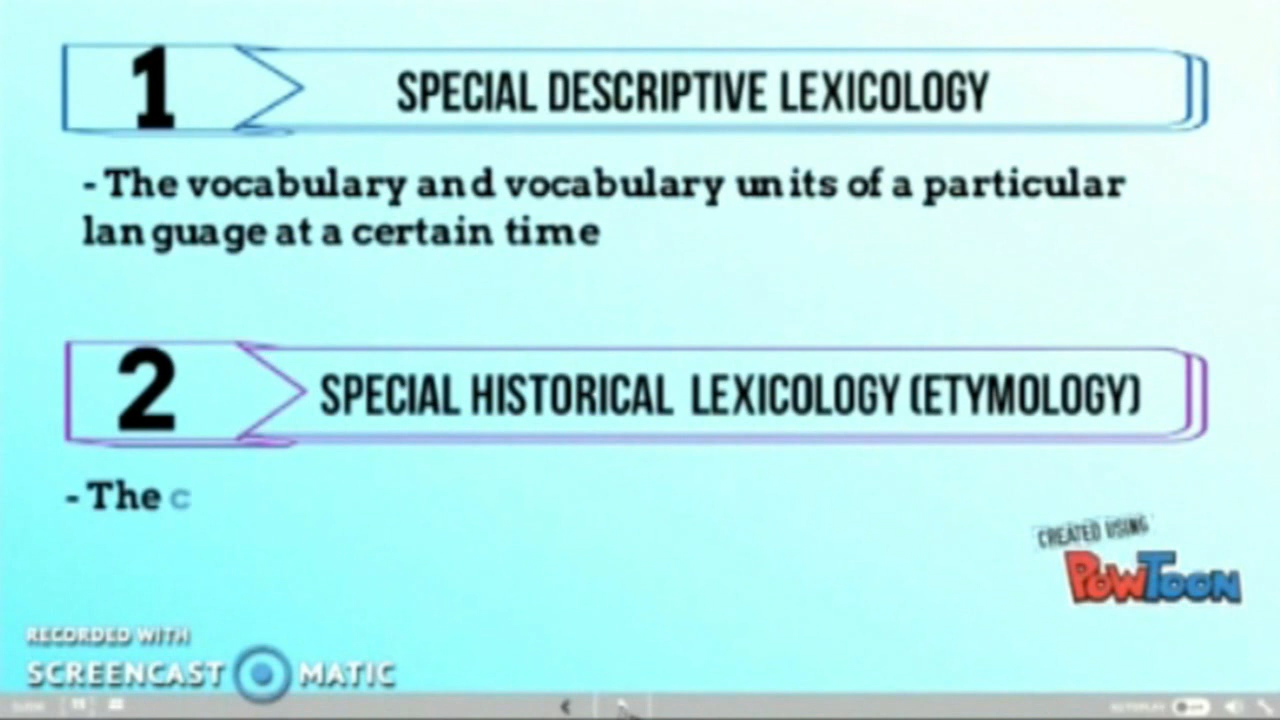 1
SPECIAL DESCRIPTIVE LEXICOLOGY
- The vocabulary and vocabulary units of a particular
language at a certain time
2
SPECIAL HISTORICAL LEXICOLOGY (ETYMOLOGY)
- The c
CREATED USING
POWTOON
RECORDED WITH
SCREENCAST MATIC